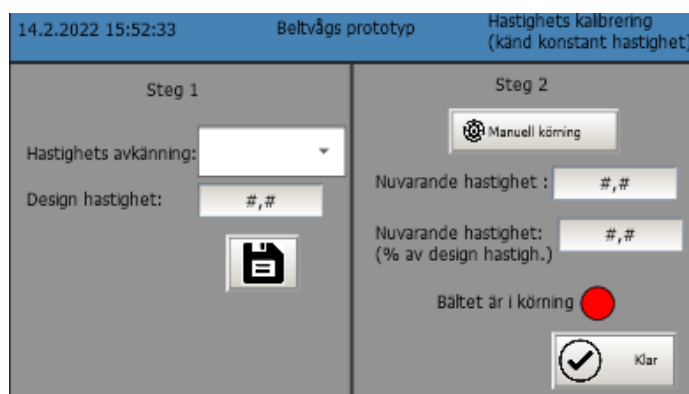 14.2.2022 15:52:33
Beltvågs prototyp
Hastighets kalibrering
(känd konstant hastighet)
Steg 1
Hastighets avkänning:
Design hastighet:
#,#
Steg 2
Manuell körning
Nuvarande hastighet :
#,#
Nuvarande hastighet:
(% av design hastigh.)
#,#
Bältet är i körning
Klar